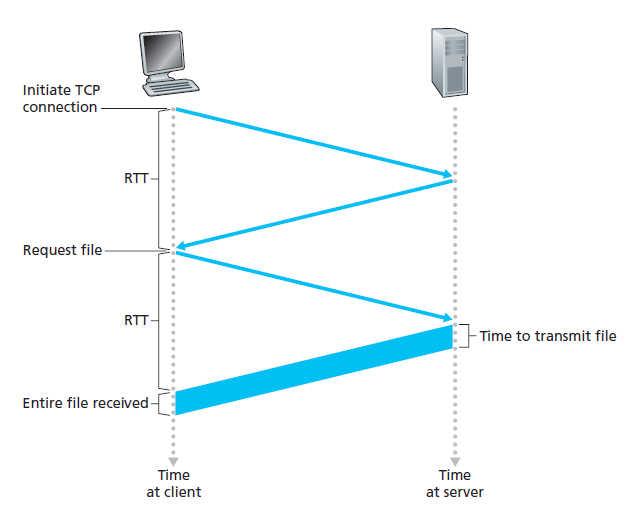 Initiate TCP
connection
RTT
Request file
RTT
Time to transmit file
Entire file received
Time
at client
Time
at server